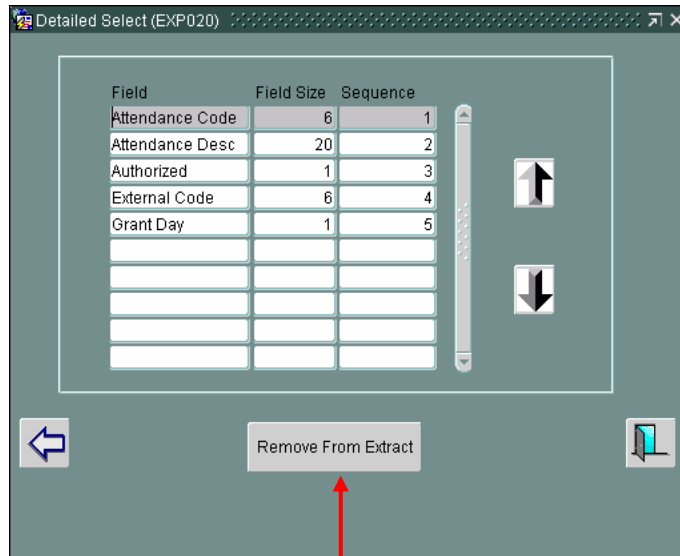 Detailed Select (EXP020)
Field Field Size Sequence
Attendance Code 6 1
Attendance Desc 20 2
Authorized 1 3
External Code 6 4
Grant Day 1 5
Remove From Extract